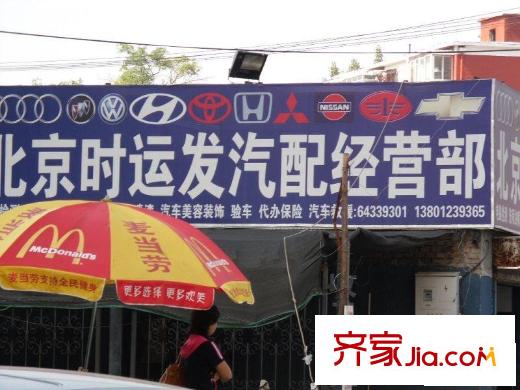 NISSAN
北京时运发汽配经营部
北京
汽车美容装饰 验车 代办保险 汽车救援:64339301 13801239365
McDonald's
麦当劳
麦当劳支持全民健身
更多选择 更多欢笑
齐家Jia.com